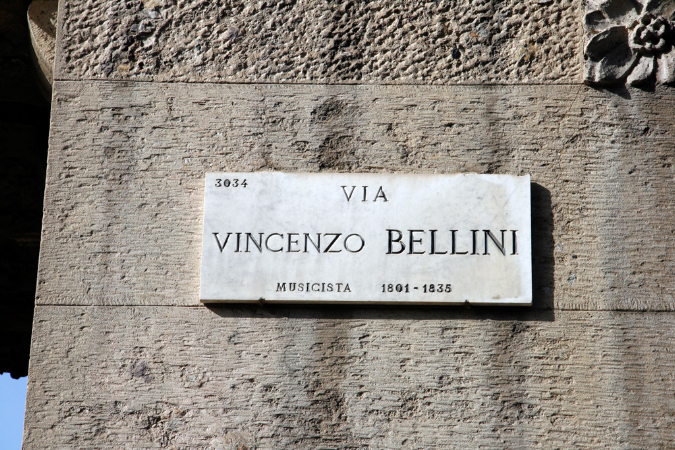 3034
VIA
VINCENZO BELLINI
MUSICISTA 1801-1835